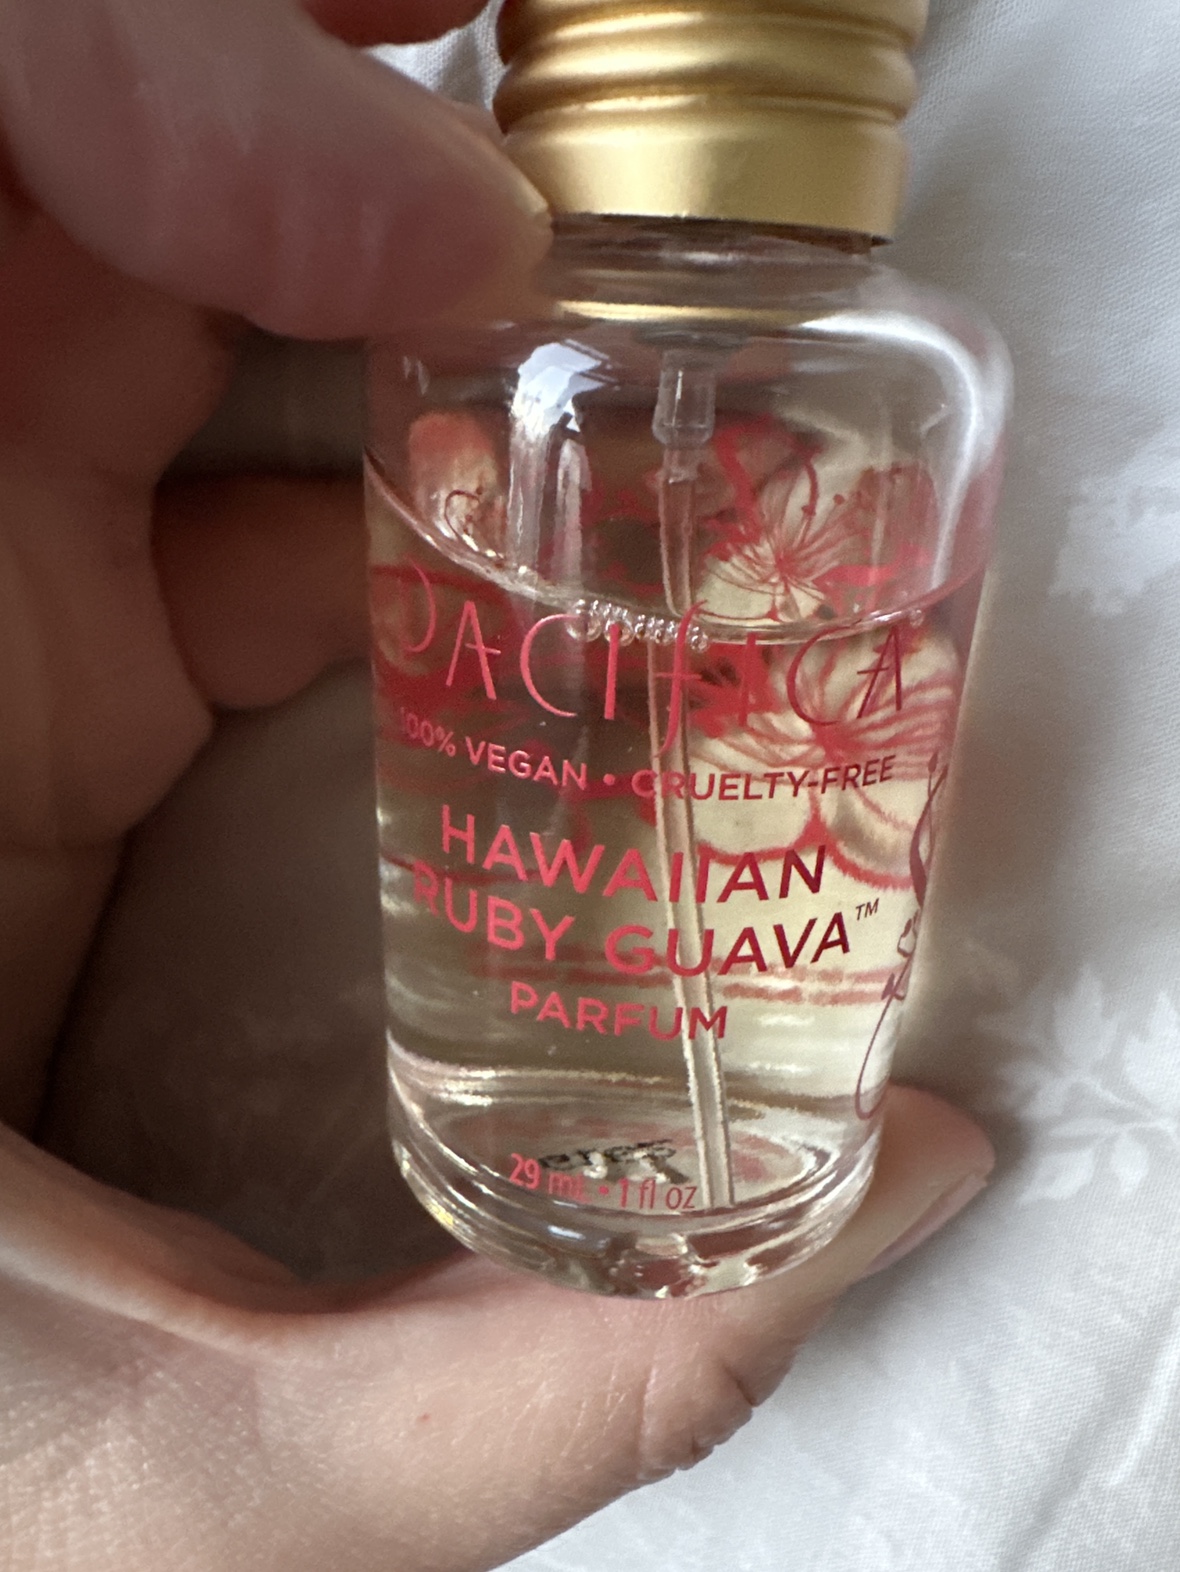 PACIFICA
100% VEGAN • CRUELTY-FREE
HAWAIIAN
RUBY GUAVA™
PARFUM
29 mL • 1 fl oz